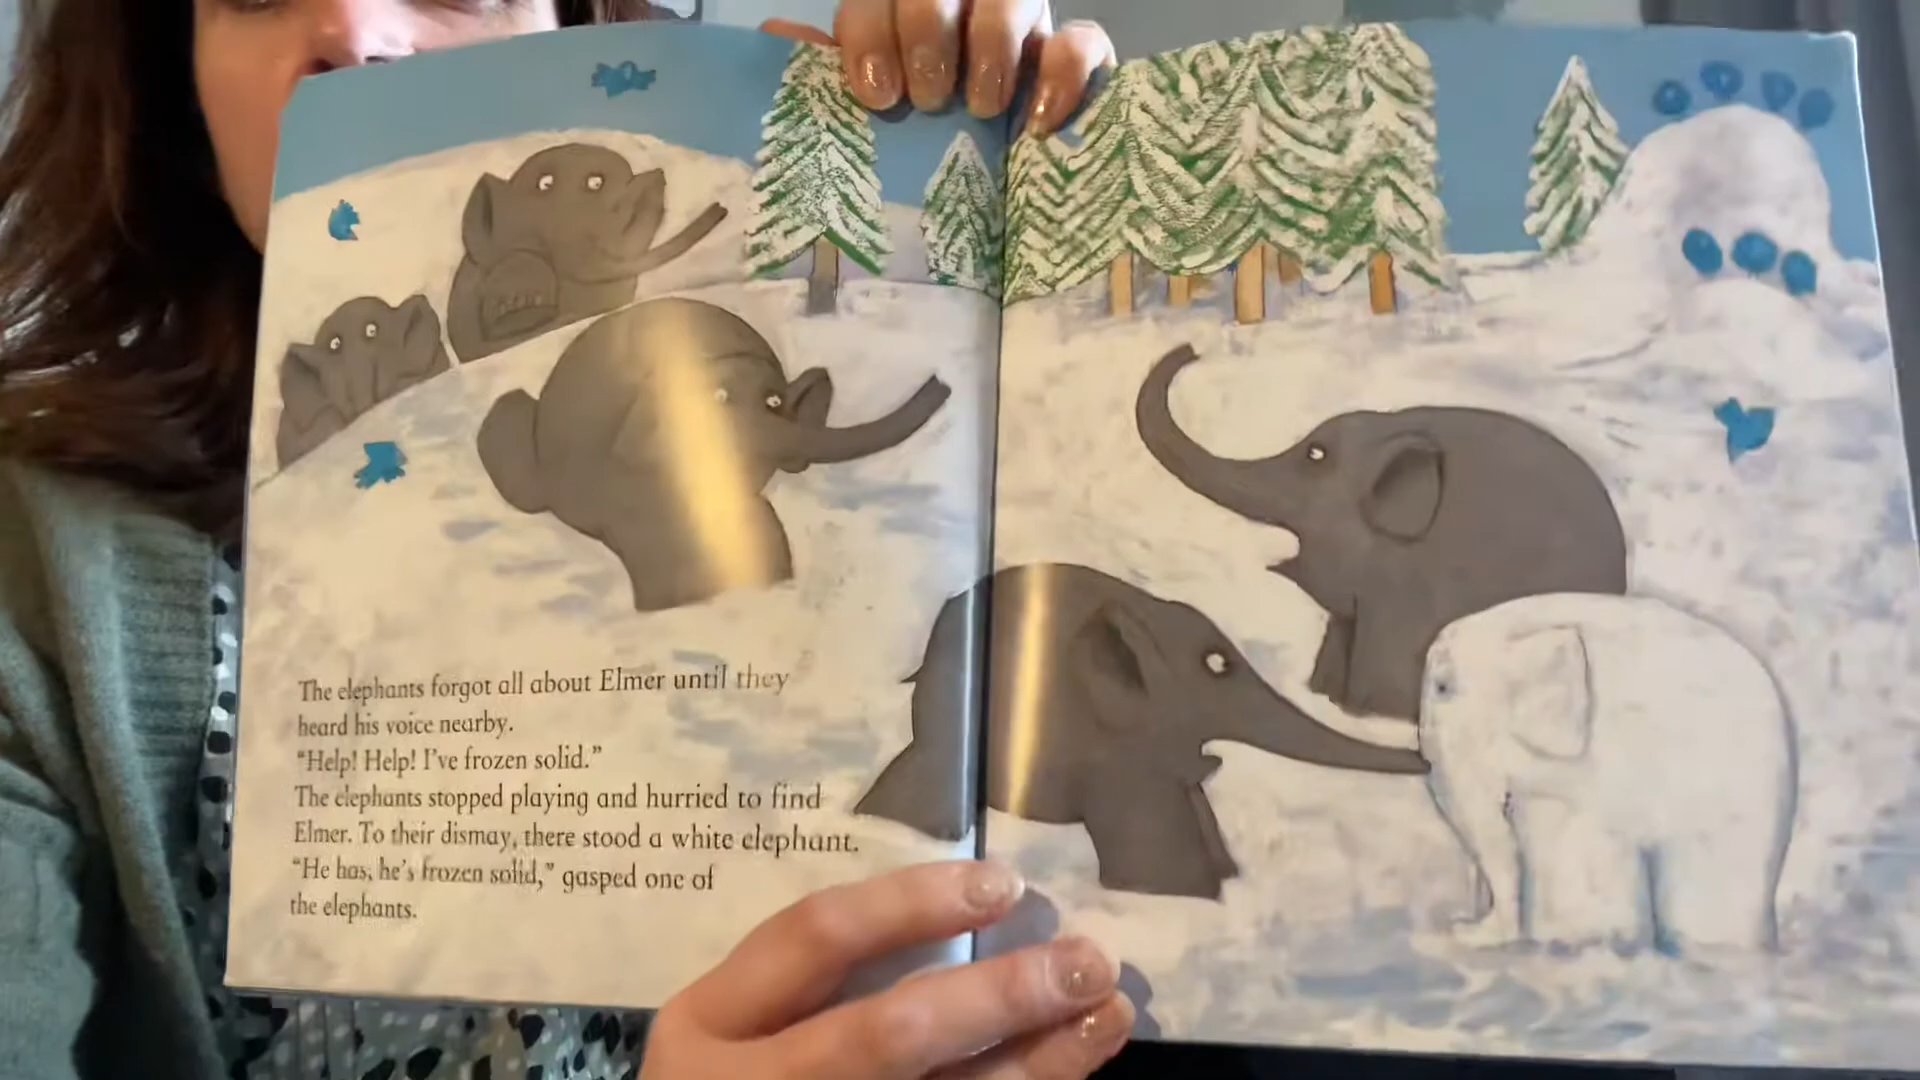 The elephants forgot all about Elmer until they
heard his voice nearby.
“Help! Help! I’ve frozen solid.”
The elephants stopped playing and hurried to find
Elmer. To their dismay, there stood a white elephant.
“He has, he’s frozen solid,” gasped one of
the elephants.